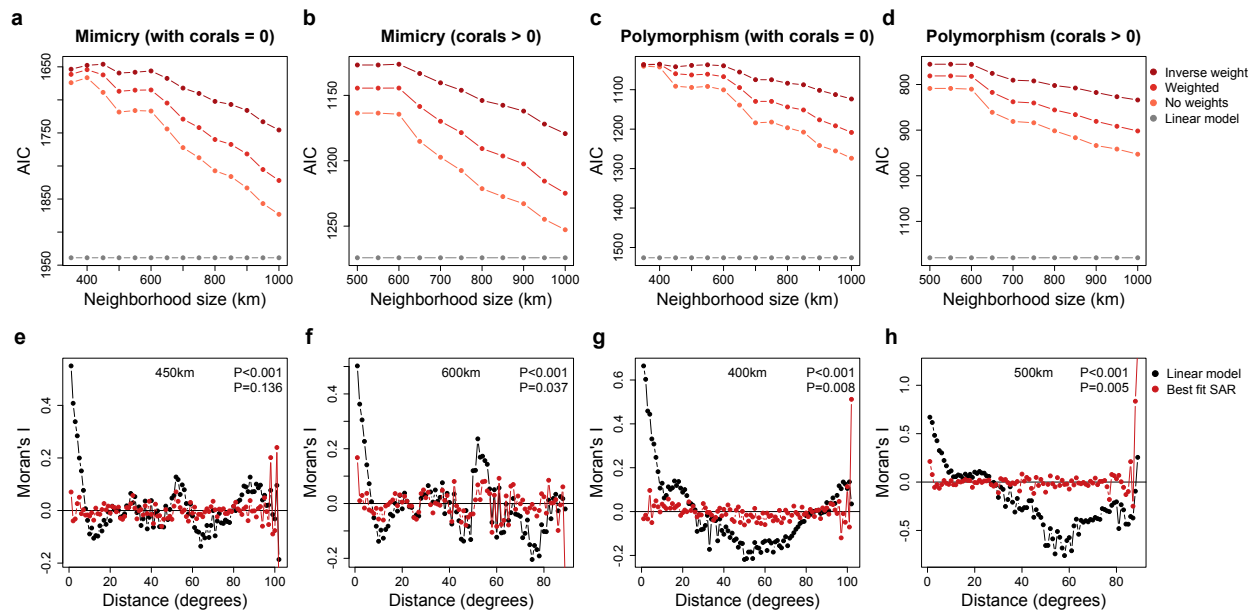 a
Mimicry (with corals = 0)
b
Mimicry (corals > 0)
c
Polymorphism (with corals = 0)
d
Polymorphism (corals > 0)
AIC
1650
1750
1850
1950
400
600
800
1000
Neighborhood size (km)
AIC
1150
1200
1250
500
600
700
800
900
1000
Neighborhood size (km)
AIC
1100
1200
1300
1400
1500
400
600
800
1000
Neighborhood size (km)
AIC
800
900
1000
1100
500
600
700
800
900
1000
Neighborhood size (km)
Inverse weight
Weighted
No weights
Linear model
e
450km
P<0.001
P=0.136
Moran's I
0.4
0.2
0.0
-0.2
0
20
40
60
80
100
Distance (degrees)
f
600km
P<0.001
P=0.037
Moran's I
0.4
0.2
0.0
-0.2
0
20
40
60
80
Distance (degrees)
g
400km
P<0.001
P=0.008
Moran's I
0.6
0.4
0.2
0.0
-0.2
0
20
40
60
80
100
Distance (degrees)
h
500km
P<0.001
P=0.005
Moran's I
1.0
0.5
0.0
-0.5
0
20
40
60
80
Distance (degrees)
Linear model
Best fit SAR